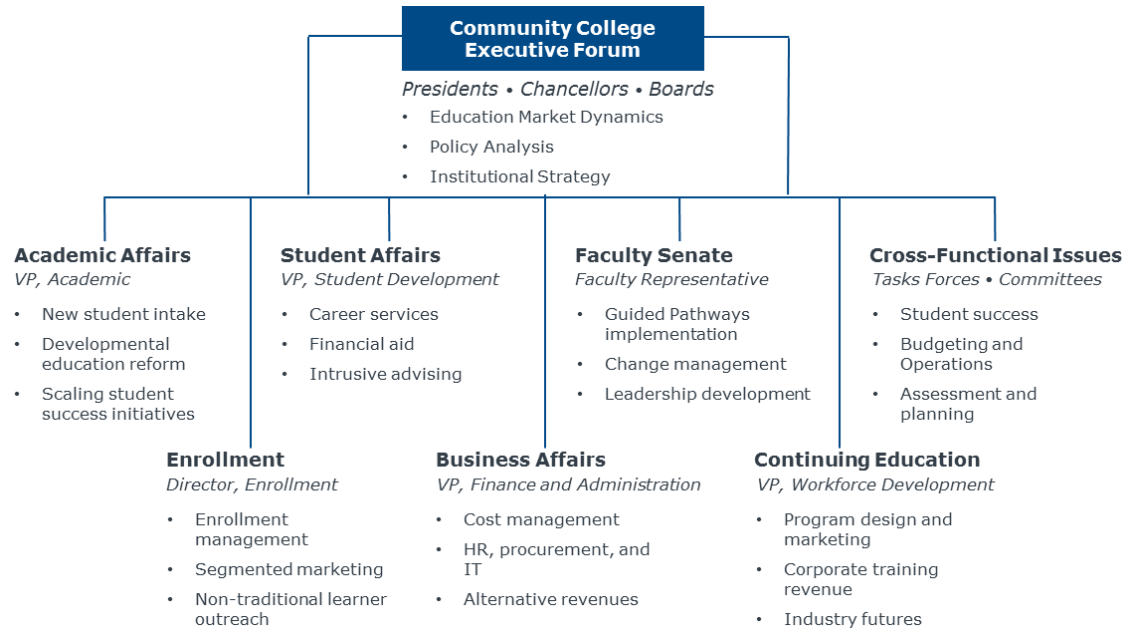 Community College
Executive Forum
Presidents • Chancellors • Boards
• Education Market Dynamics
• Policy Analysis
• Institutional Strategy
Academic Affairs
VP, Academic
• New student intake
• Developmental
education reform
• Scaling student
success initiatives
Student Affairs
VP, Student Development
• Career services
• Financial aid
• Intrusive advising
Faculty Senate
Faculty Representative
• Guided Pathways
implementation
• Change management
• Leadership development
Cross-Functional Issues
Tasks Forces • Committees
• Student success
• Budgeting and
Operations
• Assessment and
planning
Enrollment
Director, Enrollment
• Enrollment
management
• Segmented marketing
• Non-traditional learner
outreach
Business Affairs
VP, Finance and Administration
• Cost management
• HR, procurement, and
IT
• Alternative revenues
Continuing Education
VP, Workforce Development
• Program design and
marketing
• Corporate training
revenue
• Industry futures